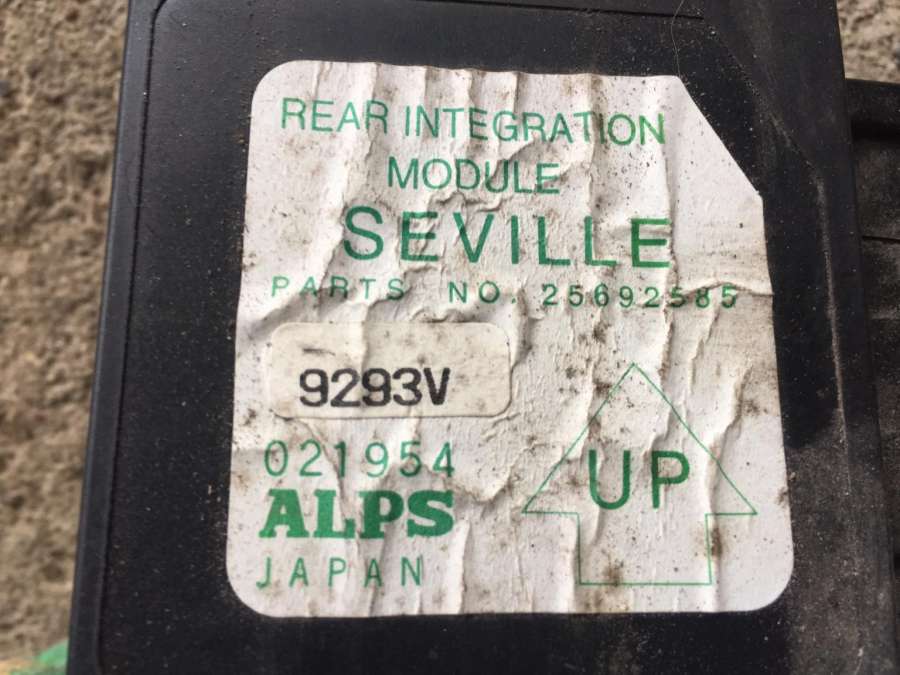 REAR INTEGRATION
MODULE
SEVILLE
PARTS NO. 25692585
9293V
021954
ALPS
JAPAN
UP